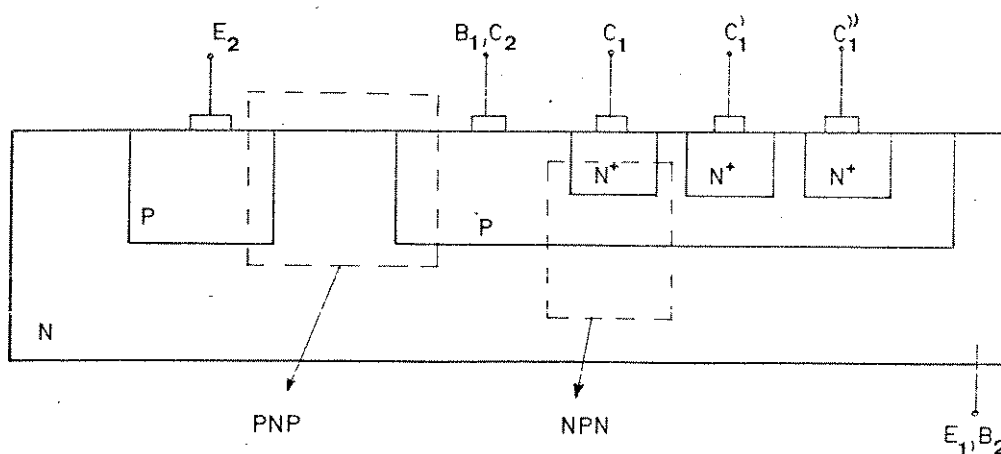 E₂
B₁,C₂
C₁
C₁'
C₁''
N⁺
N⁺
N⁺
P
P
N
PNP
NPN
E₁,B₂